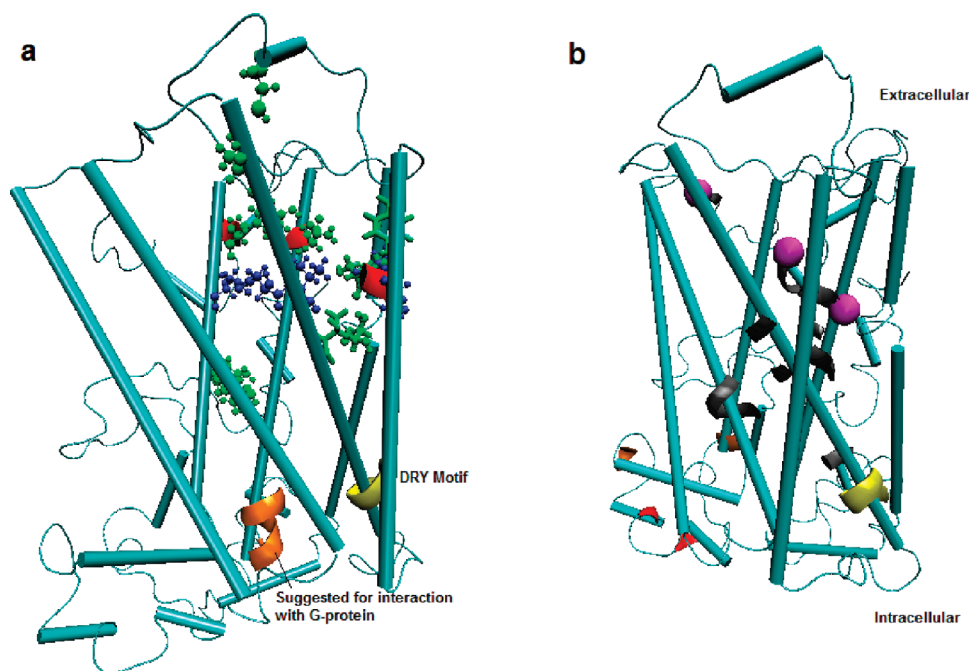 a
b
Extracellular
DRY Motif
Suggested for interaction
with G-protein
Intracellular